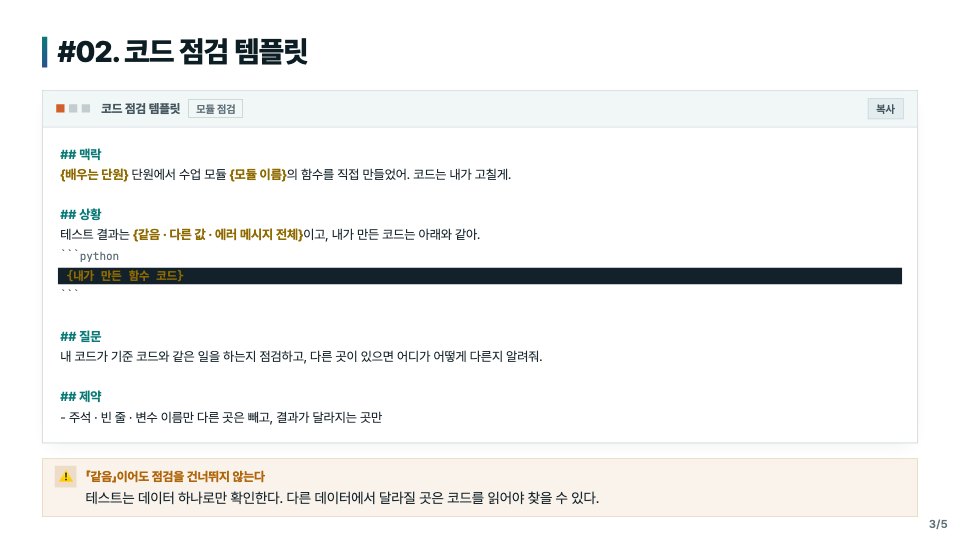 #02. 코드 점검 템플릿
코드 점검 템플릿 모듈 점검 복사
## 맥락
{배우는 단원} 단원에서 수업 모듈 {모듈 이름}의 함수를 직접 만들었어. 코드는 내가 고칠게.
## 상황
테스트 결과는 {같음 · 다른 값 · 에러 메시지 전체}이고, 내가 만든 코드는 아래와 같아.
```python
{내가 만든 함수 코드}
```
## 질문
내 코드가 기준 코드와 같은 일을 하는지 점검하고, 다른 곳이 있으면 어디가 어떻게 다른지 알려줘.
## 제약
- 주석 · 빈 줄 · 변수 이름만 다른 곳은 빼고, 결과가 달라지는 곳만
「같음」이어도 점검을 건너뛰지 않는다
테스트는 데이터 하나로만 확인한다. 다른 데이터에서 달라질 곳은 코드를 읽어야 찾을 수 있다.
3/5